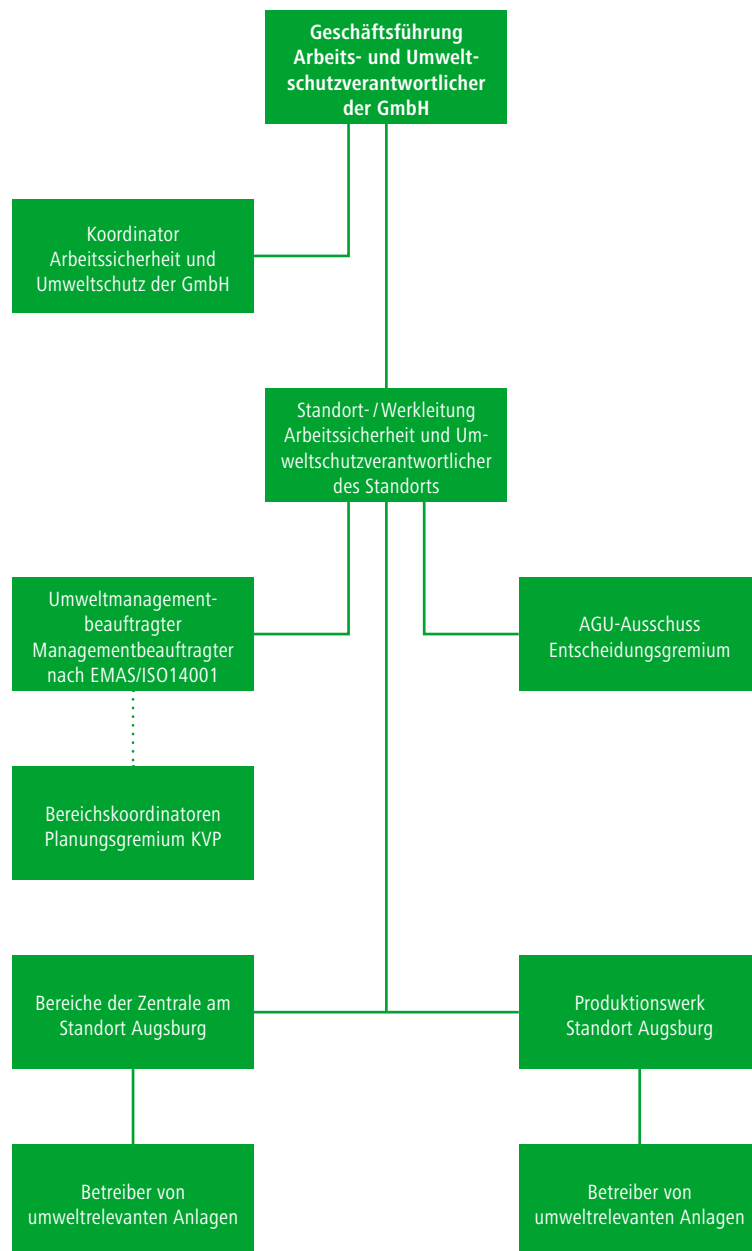 Geschäftsführung
Arbeits- und Umwelt-
schutzverantwortlicher
der GmbH
Koordinator
Arbeitssicherheit und
Umweltschutz der GmbH
Standort- / Werkleitung
Arbeitssicherheit und Um-
weltschutzverantwortlicher
des Standorts
Umweltmanagement-
beauftragter
Managementbeauftragter
nach EMAS/ISO14001
AGU-Ausschuss
Entscheidungsgremium
Bereichskoordinatoren
Planungsgremium KVP
Bereiche der Zentrale am
Standort Augsburg
Produktionswerk
Standort Augsburg
Betreiber von
umweltrelevanten Anlagen
Betreiber von
umweltrelevanten Anlagen